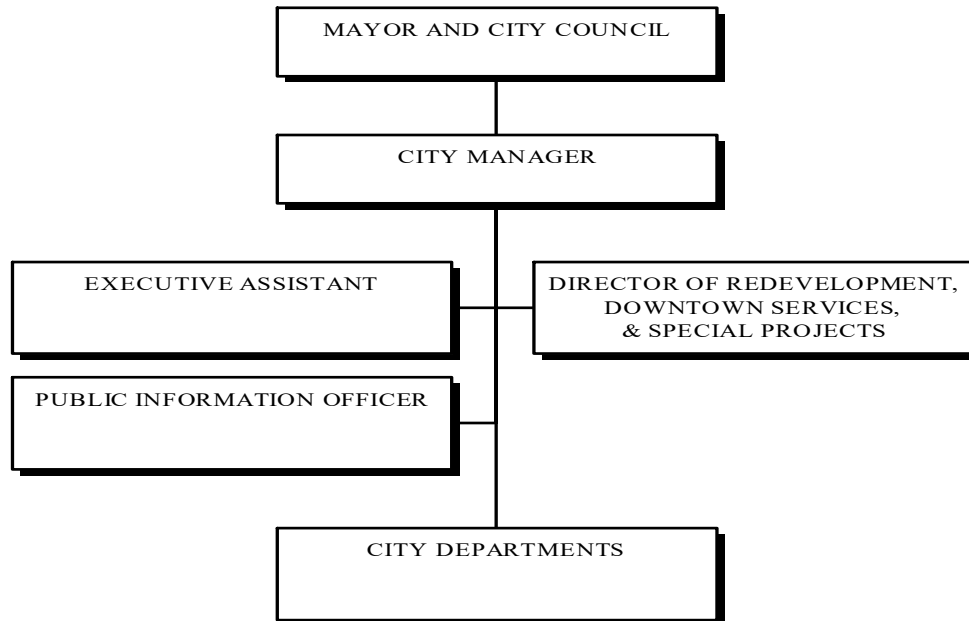 MAYOR AND CITY COUNCIL
CITY MANAGER
EXECUTIVE ASSISTANT
DIRECTOR OF REDEVELOPMENT,
DOWNTOWN SERVICES,
& SPECIAL PROJECTS
PUBLIC INFORMATION OFFICER
CITY DEPARTMENTS